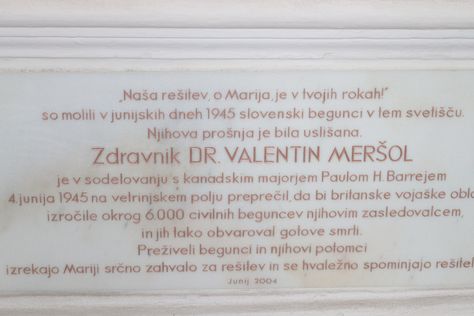 „Naša rešitev, o Marija, je v tvojih rokah!"
so molili v junijskih dneh 1945 slovenski begunci v tem svetišču.
Njihova prošnja je bila uslišana.
Zdravnik DR. VALENTIN MERŠOL
je v sodelovanju s kanadskim majorjem Paulom H. Barrejem
4. junija 1945 na vetrinjskem polju preprečil, da bi britanske vojaške obla
izročile okrog 6.000 civilnih beguncev njihovim zasledovalcem,
in jih tako obvaroval gotove smrti.
Preživeli begunci in njihovi potomci
izrekajo Mariji srčno zahvalo za rešitev in se hvaležno spominjajo rešitel
Junij 2004